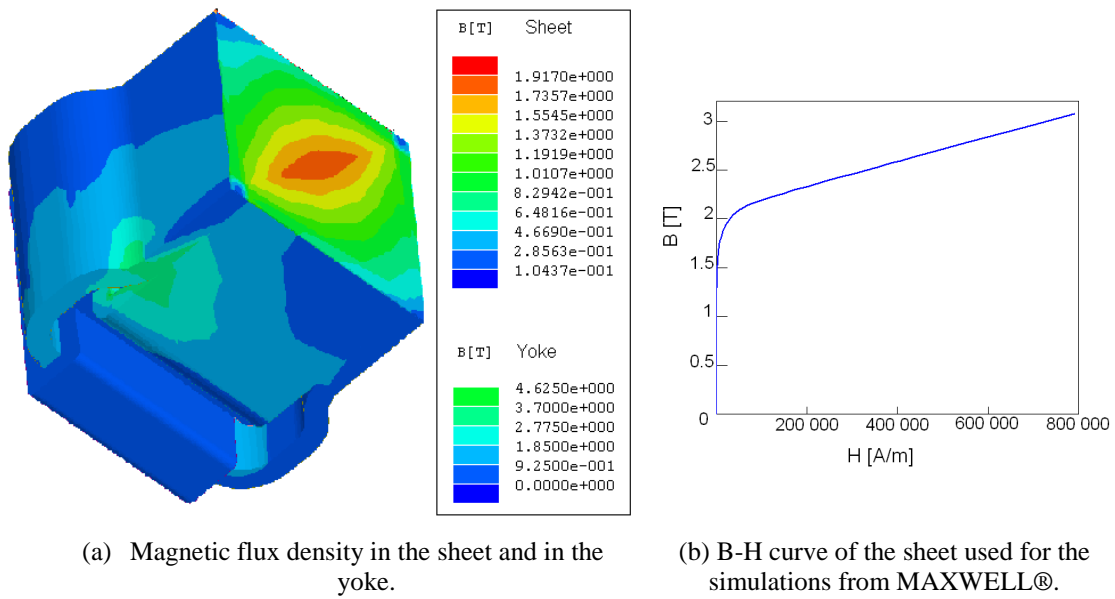 B[T] Sheet
1.9170e+000
1.7357e+000
1.5545e+000
1.3732e+000
1.1919e+000
1.0107e+000
8.2942e-001
6.4816e-001
4.6690e-001
2.8563e-001
1.0437e-001
B[T] Yoke
4.6250e+000
3.7000e+000
2.7750e+000
1.8500e+000
9.2500e-001
0.0000e+000
B [T]
3
2.5
2
1.5
1
0.5
0
200 000
400 000
600 000
800 000
H [A/m]
(a) Magnetic flux density in the sheet and in the
yoke.
(b) B-H curve of the sheet used for the
simulations from MAXWELL®.